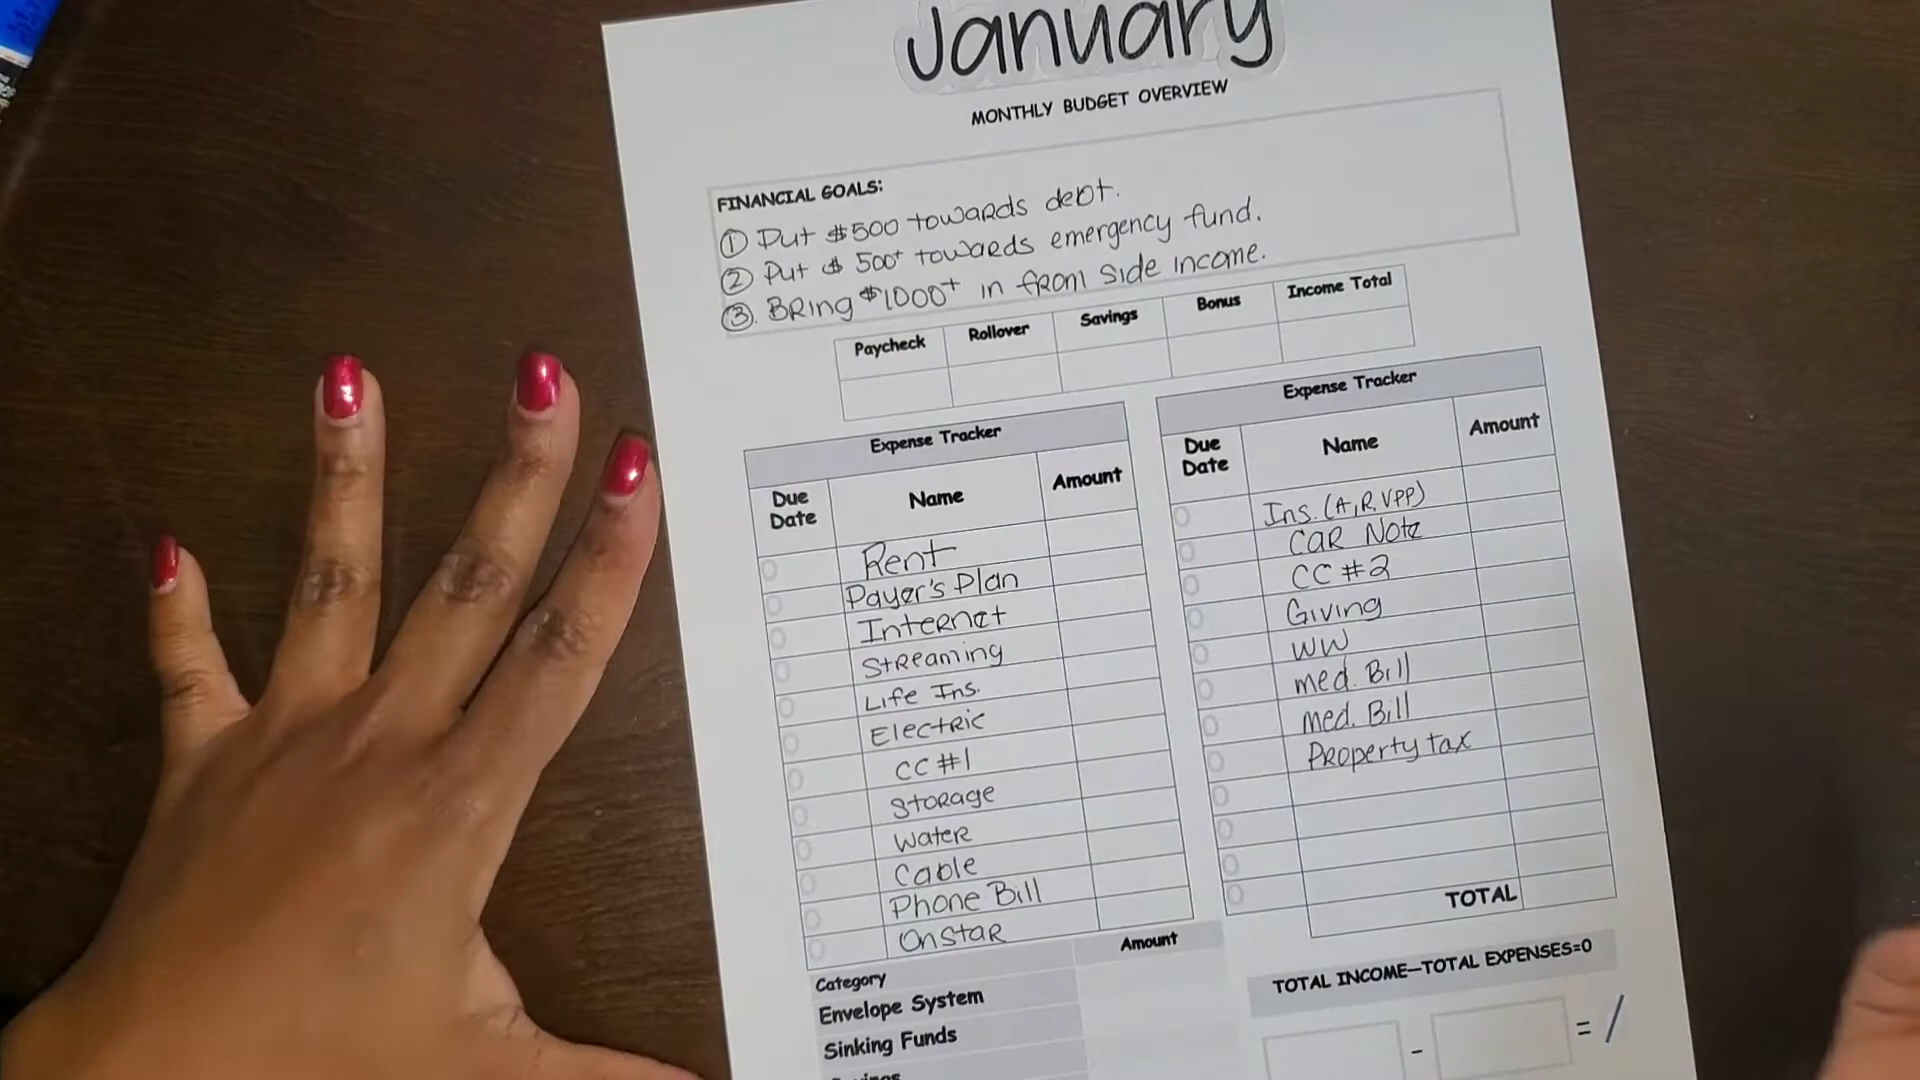 January
MONTHLY BUDGET OVERVIEW
FINANCIAL GOALS:
① Put $500 towards debt.
② Put $500+ towards emergency fund.
③. Bring $1000+ in from side income.
Paycheck Rollover Savings Bonus Income Total
Expense Tracker
Due Date Name Amount
Rent
Payer's Plan
Internet
Streaming
Life Ins.
Electric
CC #1
Storage
Water
Cable
Phone Bill
OnStar
Expense Tracker
Due Date Name Amount
Ins. (A,R,VPP)
Car Note
CC #2
Giving
WW
med. Bill
med. Bill
Property tax
TOTAL
Category Amount
Envelope System
Sinking Funds
TOTAL INCOME—TOTAL EXPENSES=0
- = /